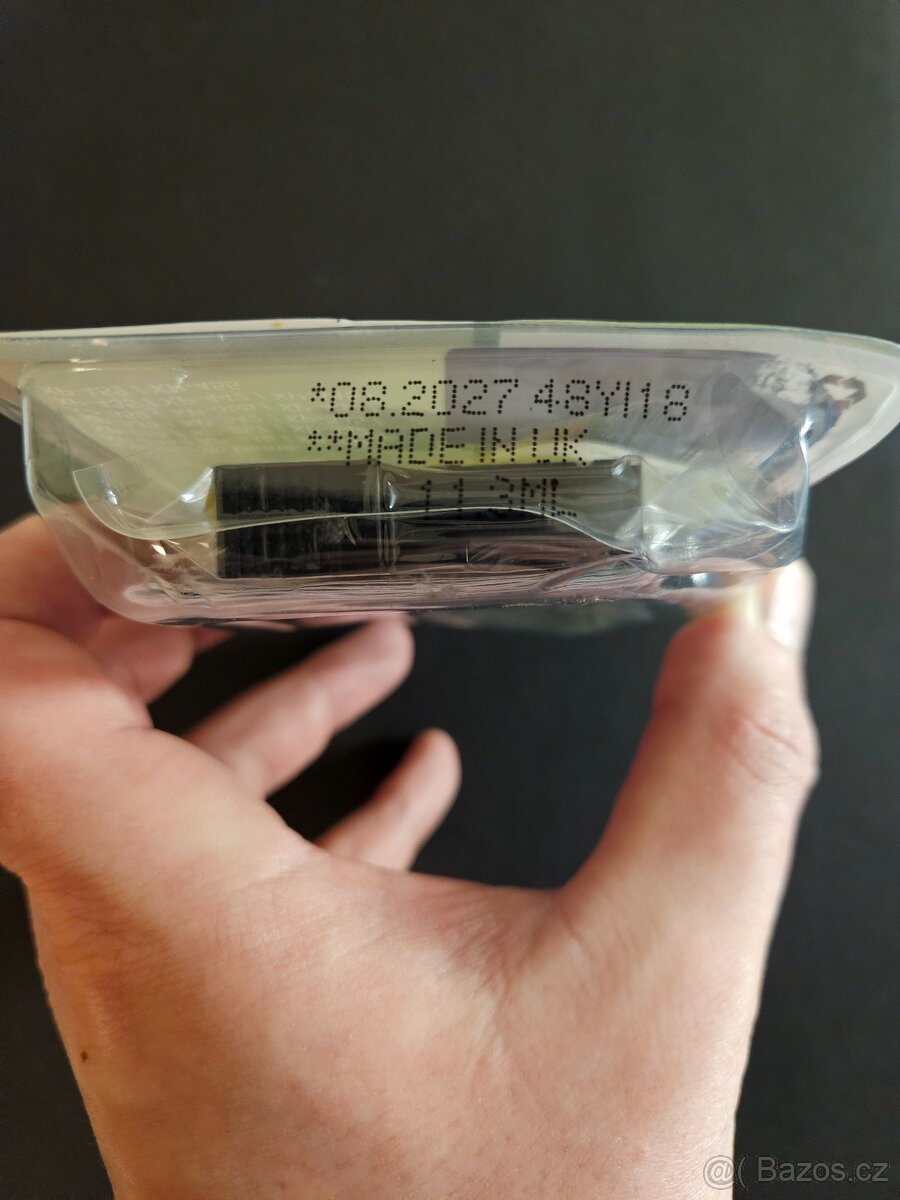 *08.2027 48YI18
**MADE IN UK
11.3ML
@( Bazos.cz